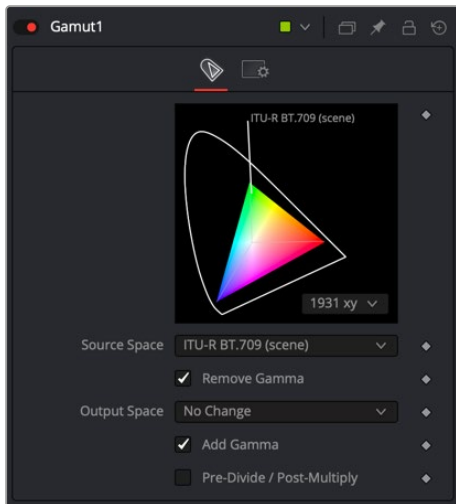 Gamut1
ITU-R BT.709 (scene)
1931 xy
Source Space ITU-R BT.709 (scene)
Remove Gamma
Output Space No Change
Add Gamma
Pre-Divide / Post-Multiply